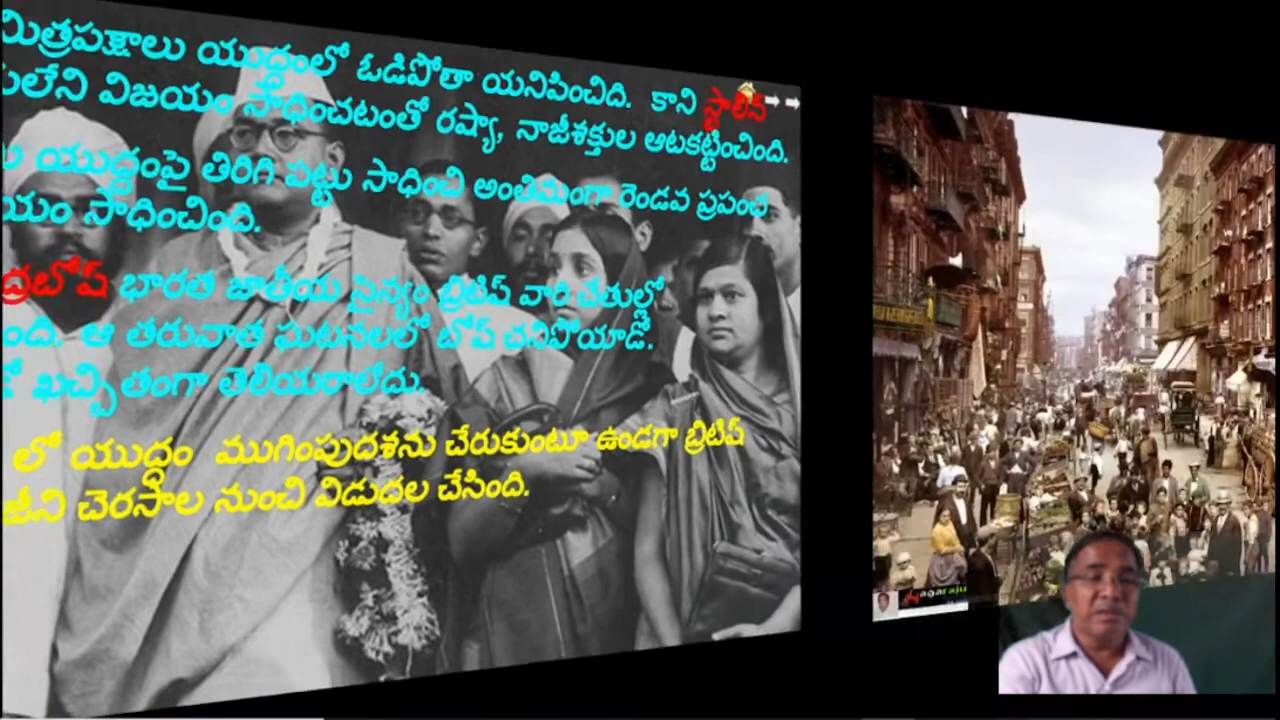 మిత్రపక్షాలు యుద్ధంలో ఓడిపోతా యనిపించిది. కాని స్టాలిన్
లేని విజయం సాధించటంతో రష్యా, నాజీశక్తుల ఆటకట్టించింది.
యుద్ధంపై తిరిగి పట్టు సాధించి అంతిమంగా రెండవ ప్రపంచ
యం సాధించింది.
ద్రబోష్ భారత జాతీయ సైన్యం బ్రిటిష్ వారి చేతుల్లో
ంది. ఆ తరువాత ఘటనలలో బోష్ చనిపోయాడో.
డో ఖచ్చితంగా తెలియరాలేదు.
లో యుద్ధం ముగింపుదశను చేరుకుంటూ ఉండగా బ్రిటిష్
జీని చెరసాల నుంచి విడుదల చేసింది.
Nagaraju